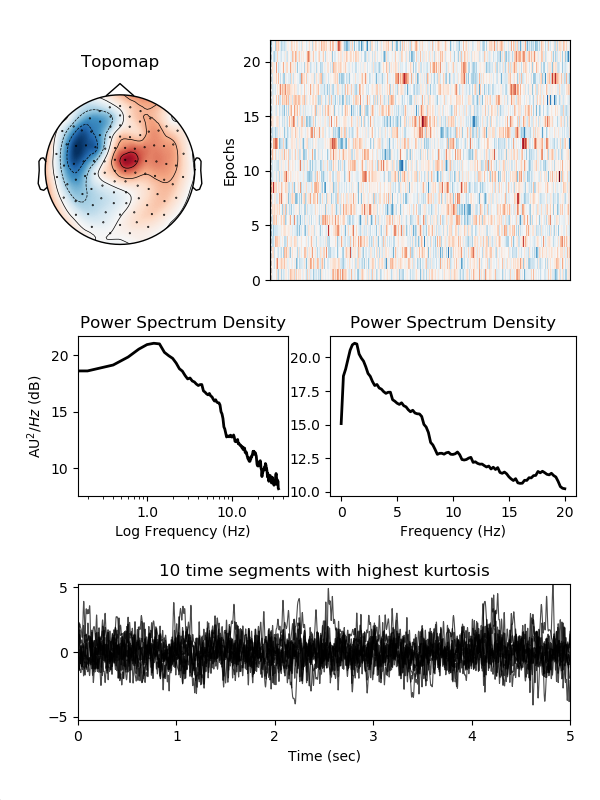 Topomap
Epochs
20
15
10
5
0
Power Spectrum Density
AU²/Hz (dB)
20
15
10
1.0 10.0
Log Frequency (Hz)
Power Spectrum Density
20.0
17.5
15.0
12.5
10.0
0 5 10 15 20
Frequency (Hz)
10 time segments with highest kurtosis
5
0
−5
0 1 2 3 4 5
Time (sec)